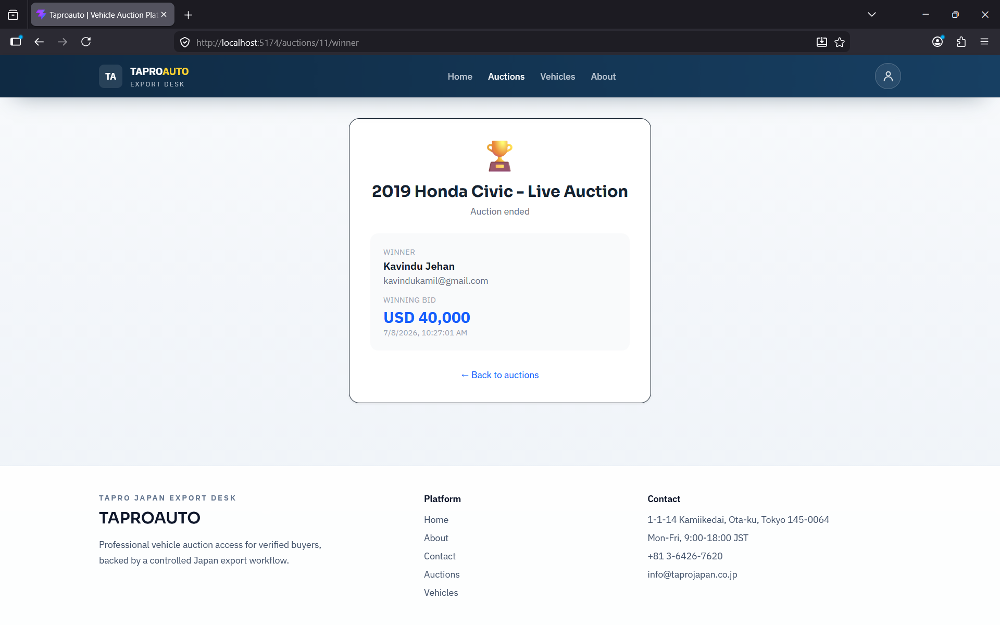 Taproauto | Vehicle Auction Pla
http://localhost:5174/auctions/11/winner
TA
TAPROAUTO
EXPORT DESK
Home
Auctions
Vehicles
About
2019 Honda Civic – Live Auction
Auction ended
WINNER
Kavindu Jehan
kavindukamil@gmail.com
WINNING BID
USD 40,000
7/8/2026, 10:27:01 AM
← Back to auctions
TAPRO JAPAN EXPORT DESK
TAPROAUTO
Professional vehicle auction access for verified buyers,
backed by a controlled Japan export workflow.
Platform
Home
About
Contact
Auctions
Vehicles
Contact
1-1-14 Kamiikedai, Ota-ku, Tokyo 145-0064
Mon-Fri, 9:00-18:00 JST
+81 3-6426-7620
info@taprojapan.co.jp